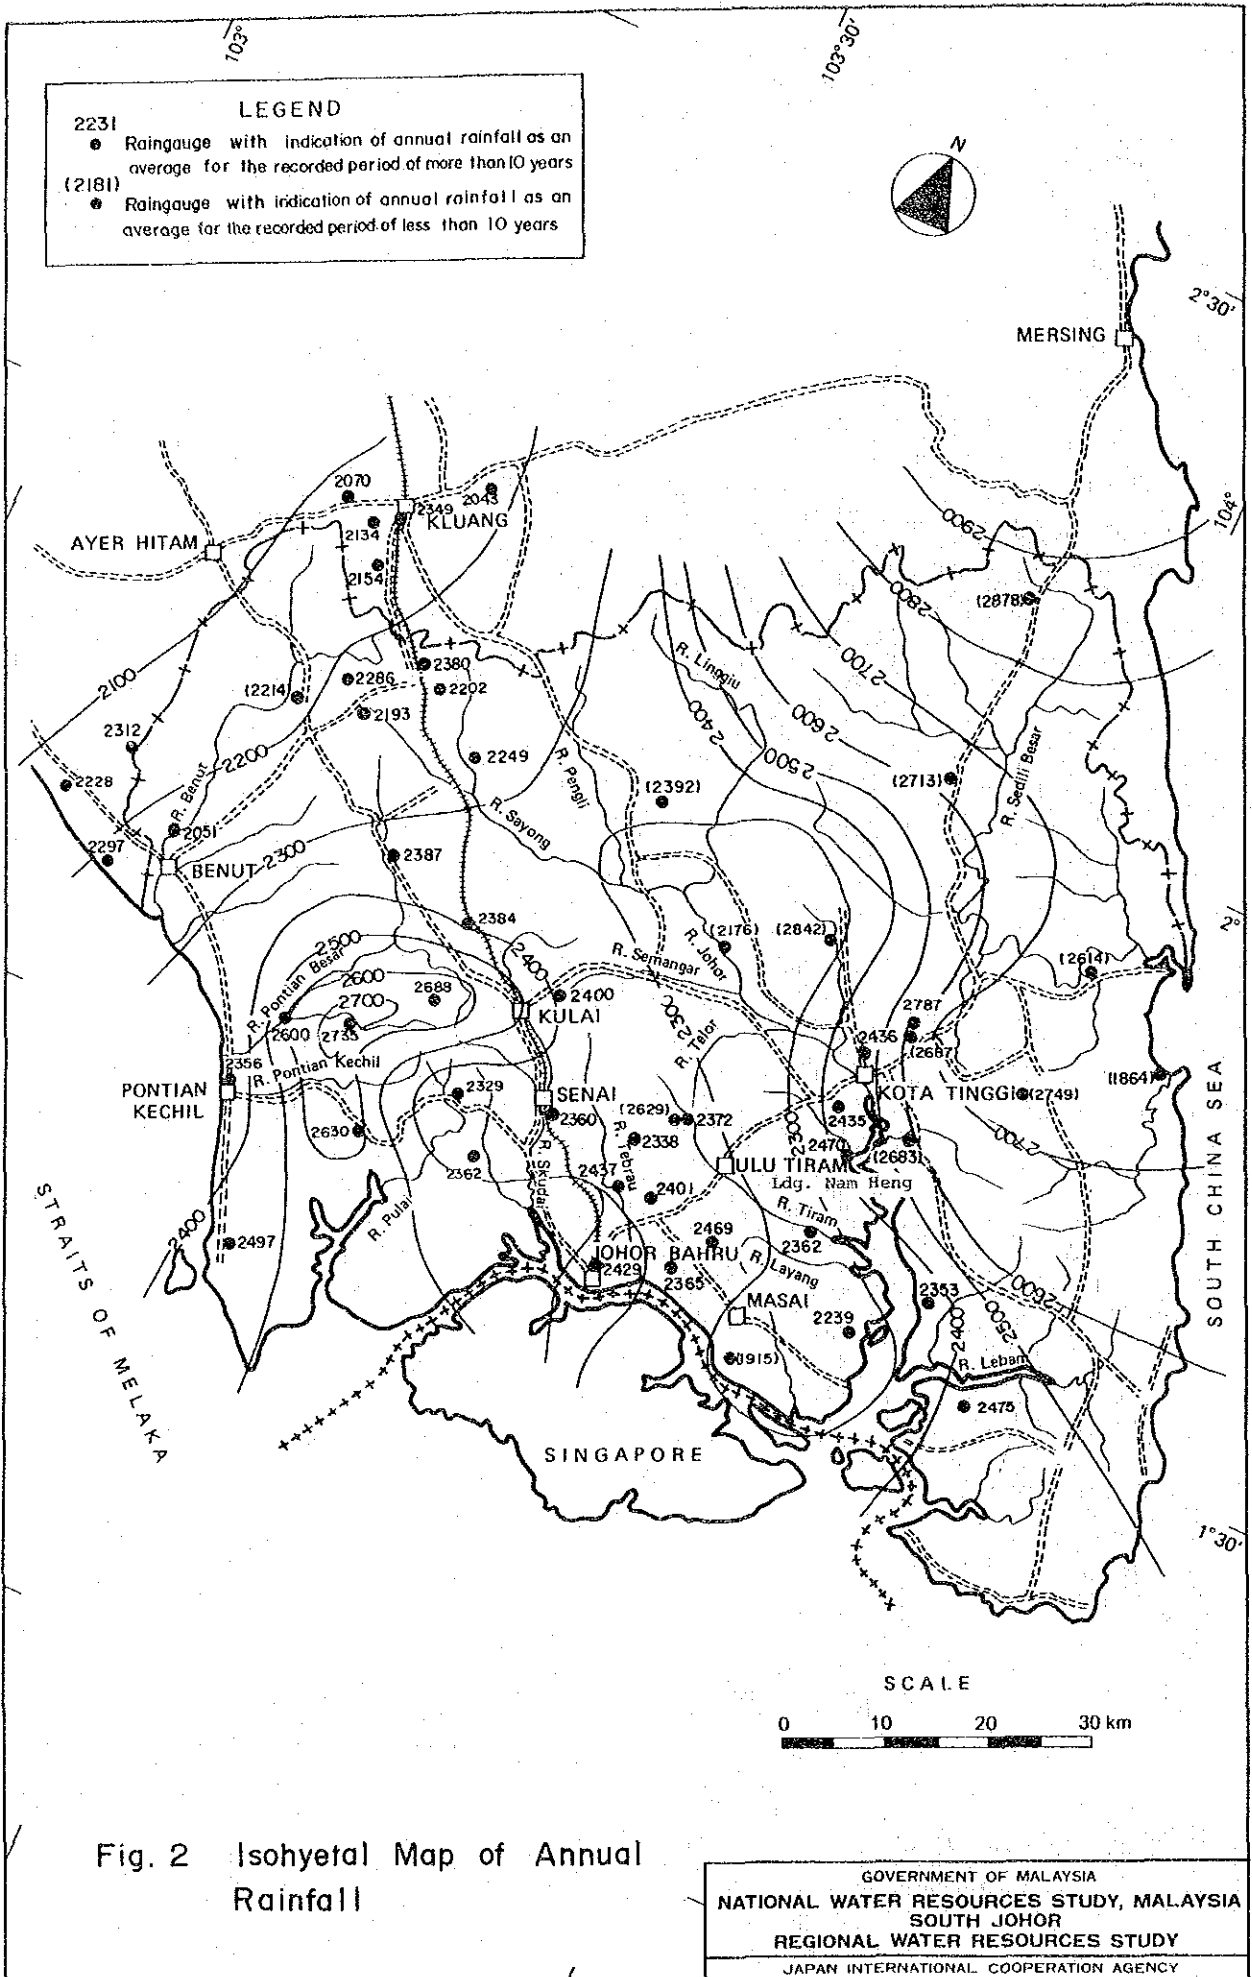 103°
103°30'
LEGEND
2231
Raingauge with indication of annual rainfall as an
average for the recorded period of more than 10 years
(2181)
Raingauge with indication of annual rainfall as an
average for the recorded period of less than 10 years
N
2°30'
MERSING
2070
2043
2349
KLUANG
104°
2900
AYER HITAM
2134
2154
2800
(2878)
R. Linggiu
2700
2380
2100
(2214)
2286
2202
2193
2400
2600
2312
2200
2249
R. Pengli
2500
R. Sedili Besar
2228
R. Benut
(2392)
(2713)
R. Sayong
2051
2297
BENUT
2300
2387
2384
(2176)
(2842)
2°
2500
R. Pontian Besar
2400
R. Semangar
R. Johor
(2614)
2600
2688
2700
2400
2787
2600
2735
KULAI
2300
R. Telor
2436
(2687)
2356
R. Pontian Kechil
(1864)
PONTIAN
KECHIL
2329
SENAI
KOTA TINGGI
(2749)
2360
(2629)
2372
2435
2630
2338
2300
2470
(2683)
2700
R. Skudai
R. Tebrau
2362
2437
ULU TIRAM
Ldg. Nam Heng
2401
R. Pulai
R. Tiram
2400
2497
2469
2362
JOHOR BAHRU
2429
2365
R. Layang
2600
STRAITS OF MELAKA
SOUTH CHINA SEA
MASAI
2353
2239
2400
2500
(1915)
R. Lebam
2475
SINGAPORE
1°30'
SCALE
0 10 20 30 km
Fig. 2 Isohyetal Map of Annual
Rainfall
GOVERNMENT OF MALAYSIA
NATIONAL WATER RESOURCES STUDY, MALAYSIA
SOUTH JOHOR
REGIONAL WATER RESOURCES STUDY
JAPAN INTERNATIONAL COOPERATION AGENCY